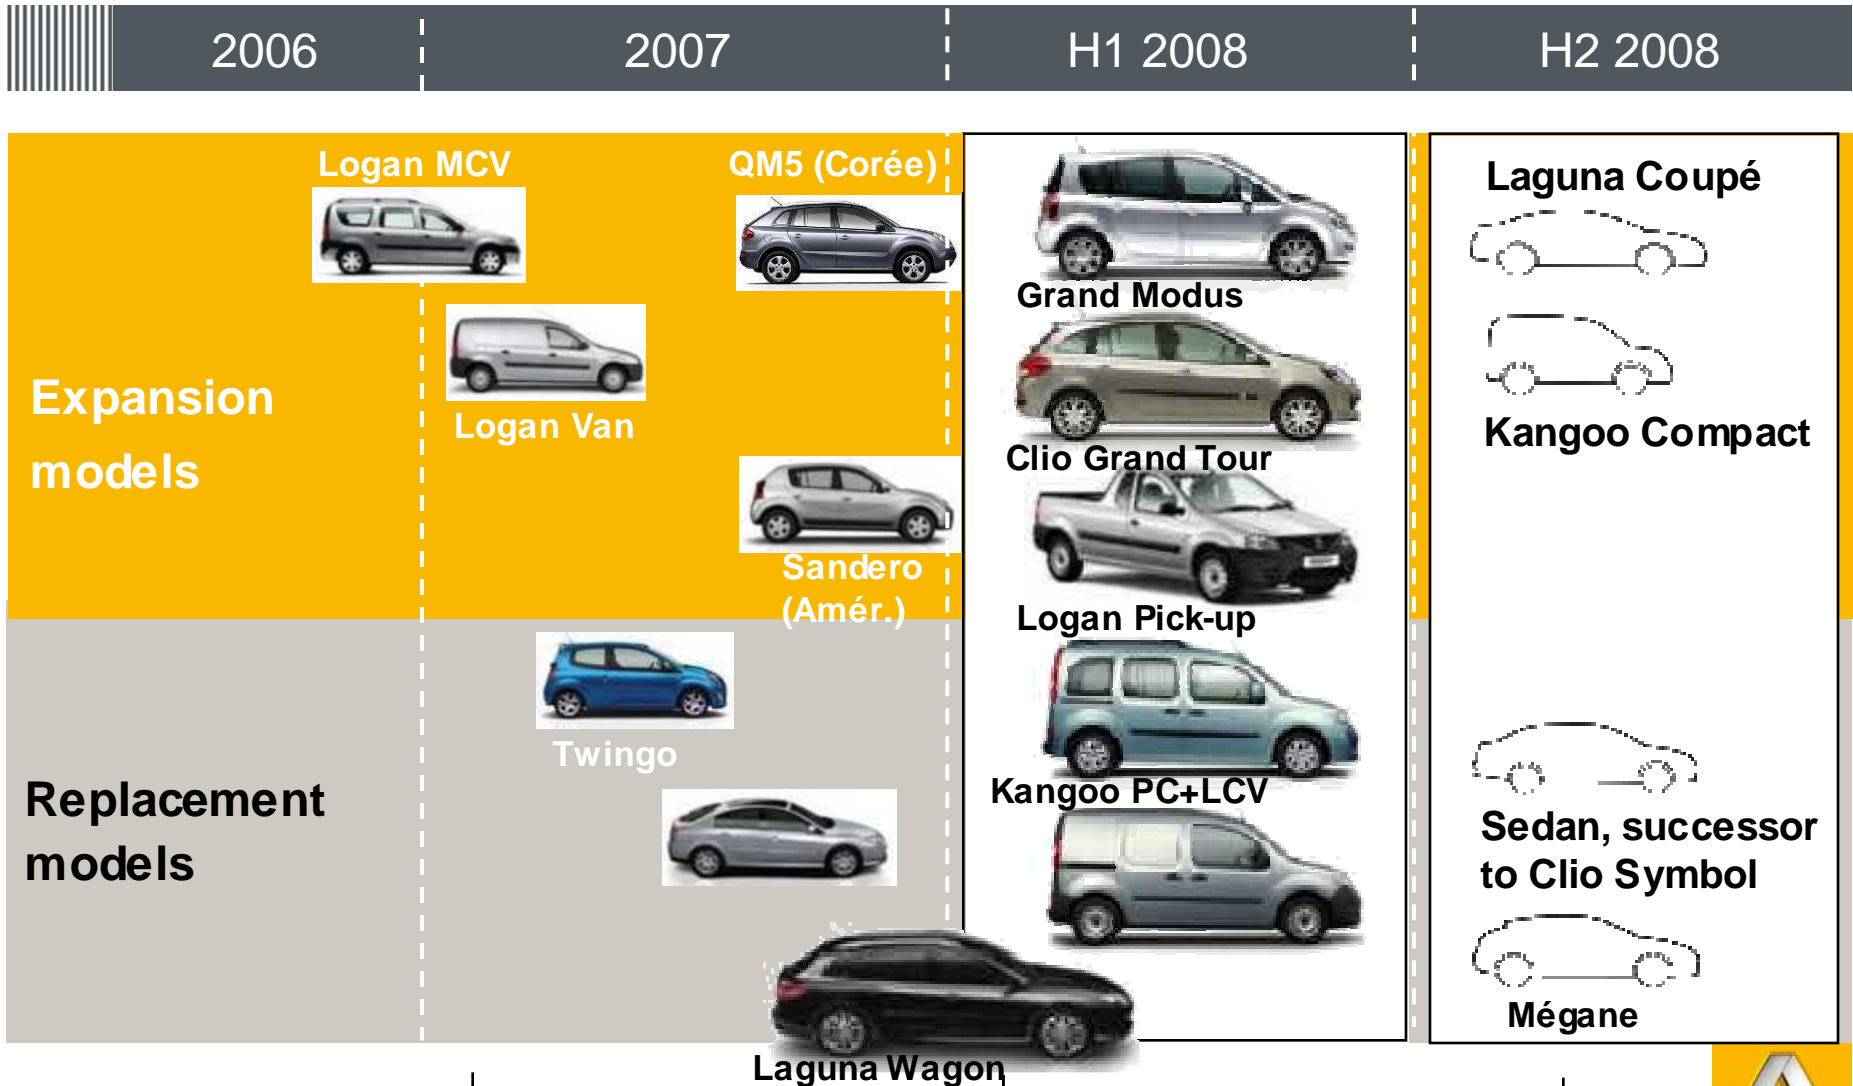 2006
2007
H1 2008
H2 2008
Logan MCV
QM5 (Corée)
Laguna Coupé
Grand Modus
Expansion
models
Logan Van
Clio Grand Tour
Kangoo Compact
Sandero
(Amér.)
Logan Pick-up
Twingo
Kangoo PC+LCV
Replacement
models
Sedan, successor
to Clio Symbol
Mégane
Laguna Wagon